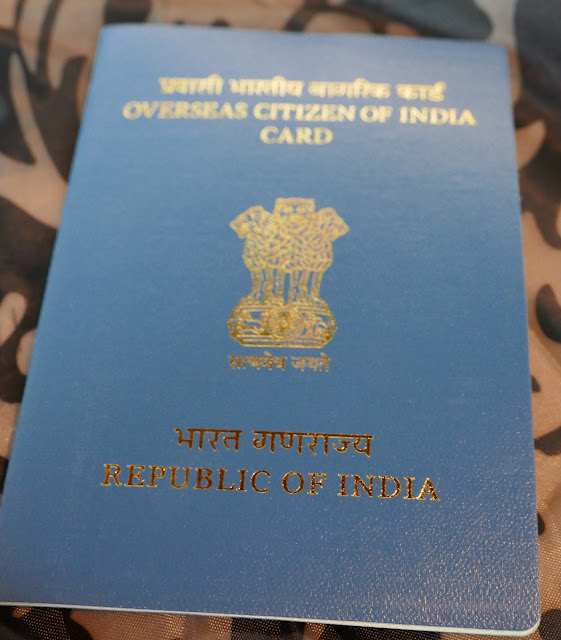 प्रवासी भारतीय नागरिक कार्ड
OVERSEAS CITIZEN OF INDIA
CARD
सत्यमेव जयते
भारत गणराज्य
REPUBLIC OF INDIA